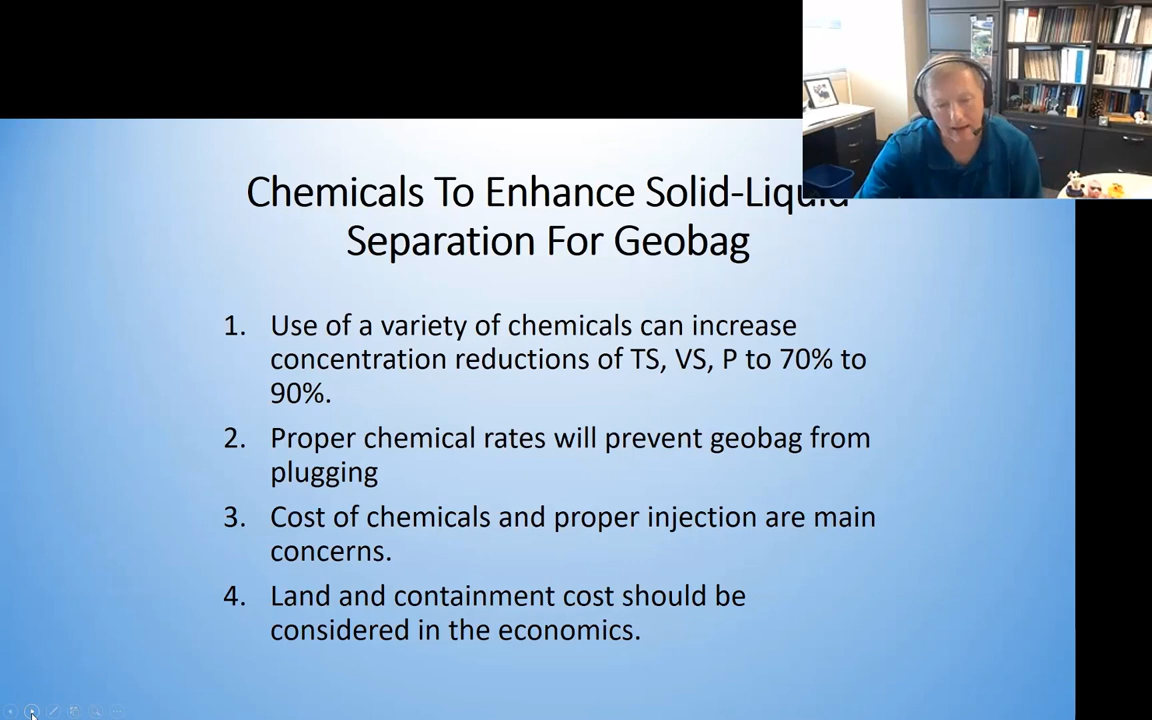 Chemicals To Enhance Solid-Liquid
Separation For Geobag
1. Use of a variety of chemicals can increase
concentration reductions of TS, VS, P to 70% to
90%.
2. Proper chemical rates will prevent geobag from
plugging
3. Cost of chemicals and proper injection are main
concerns.
4. Land and containment cost should be
considered in the economics.